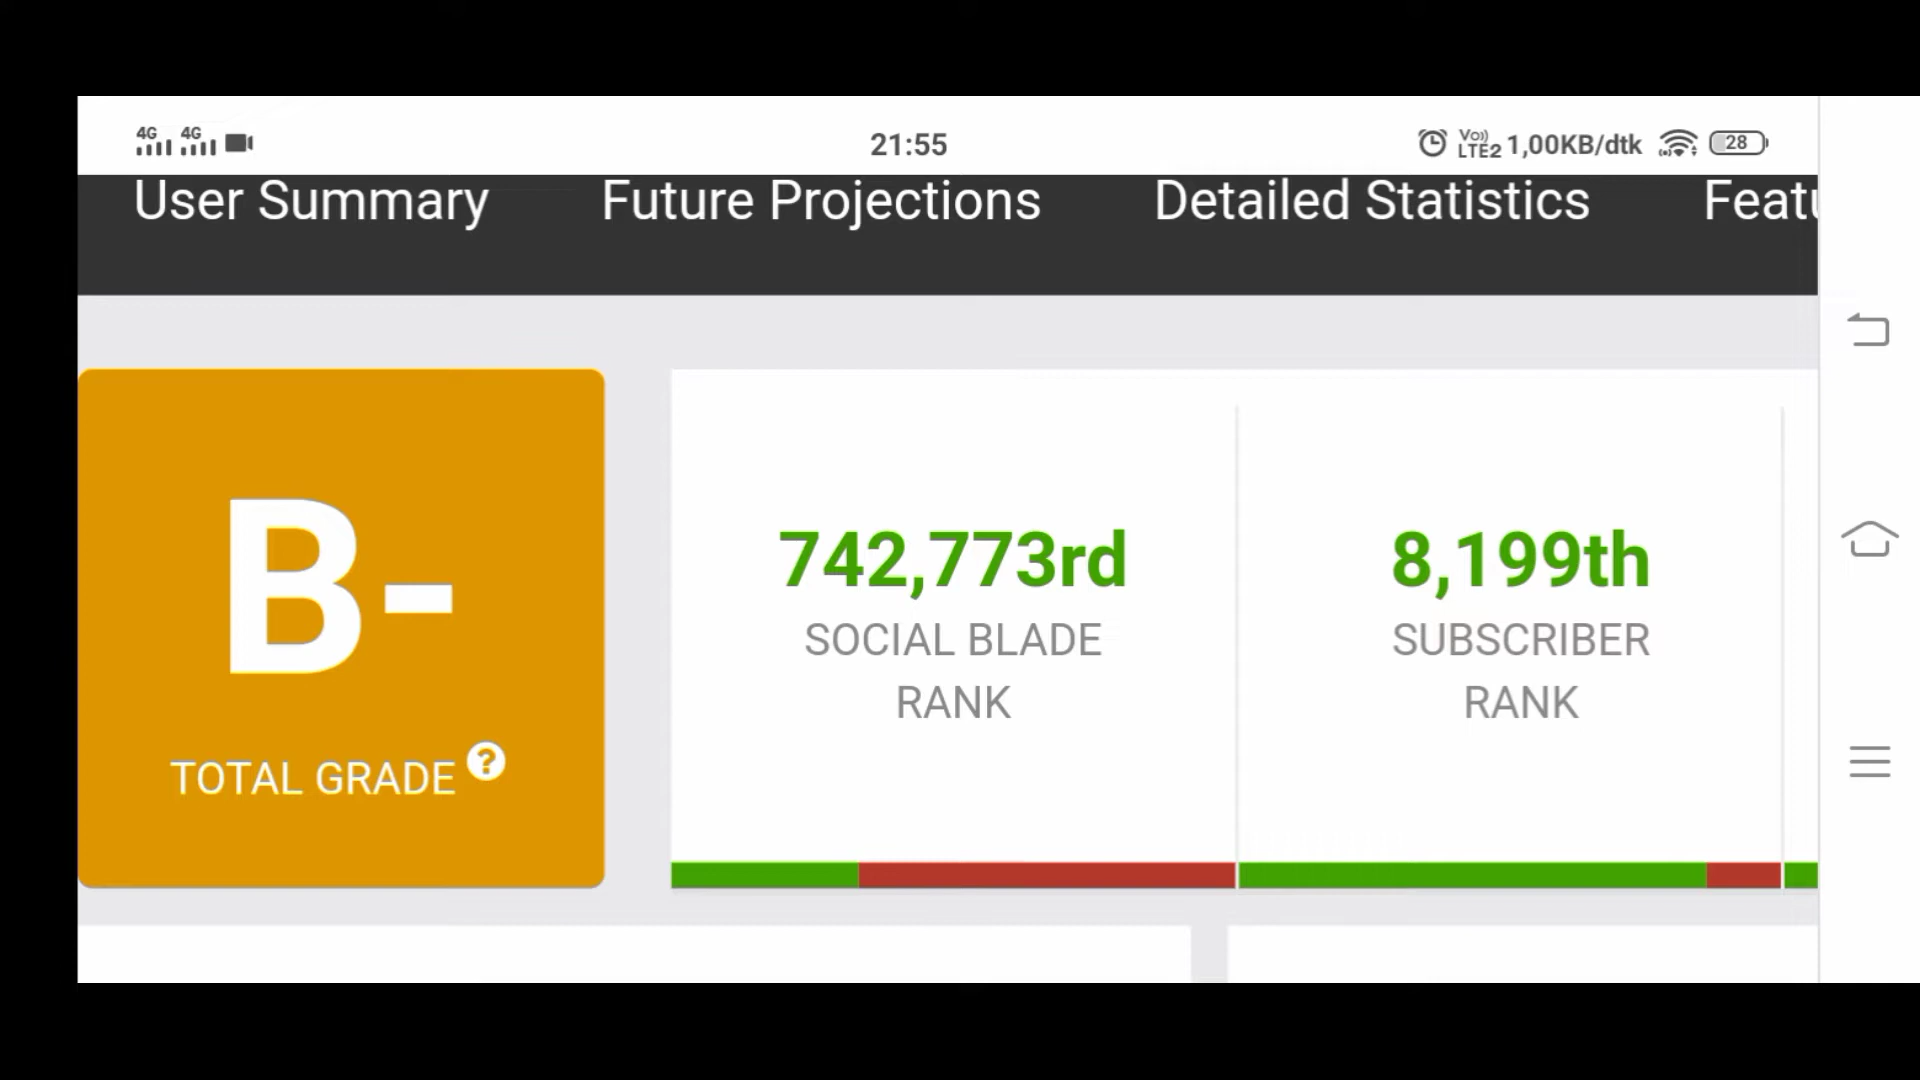 4G 4G 21:55 Vo)) LTE2 1,00KB/dtk 28
User Summary Future Projections Detailed Statistics Featu
B-
TOTAL GRADE ?
742,773rd
SOCIAL BLADE
RANK
8,199th
SUBSCRIBER
RANK